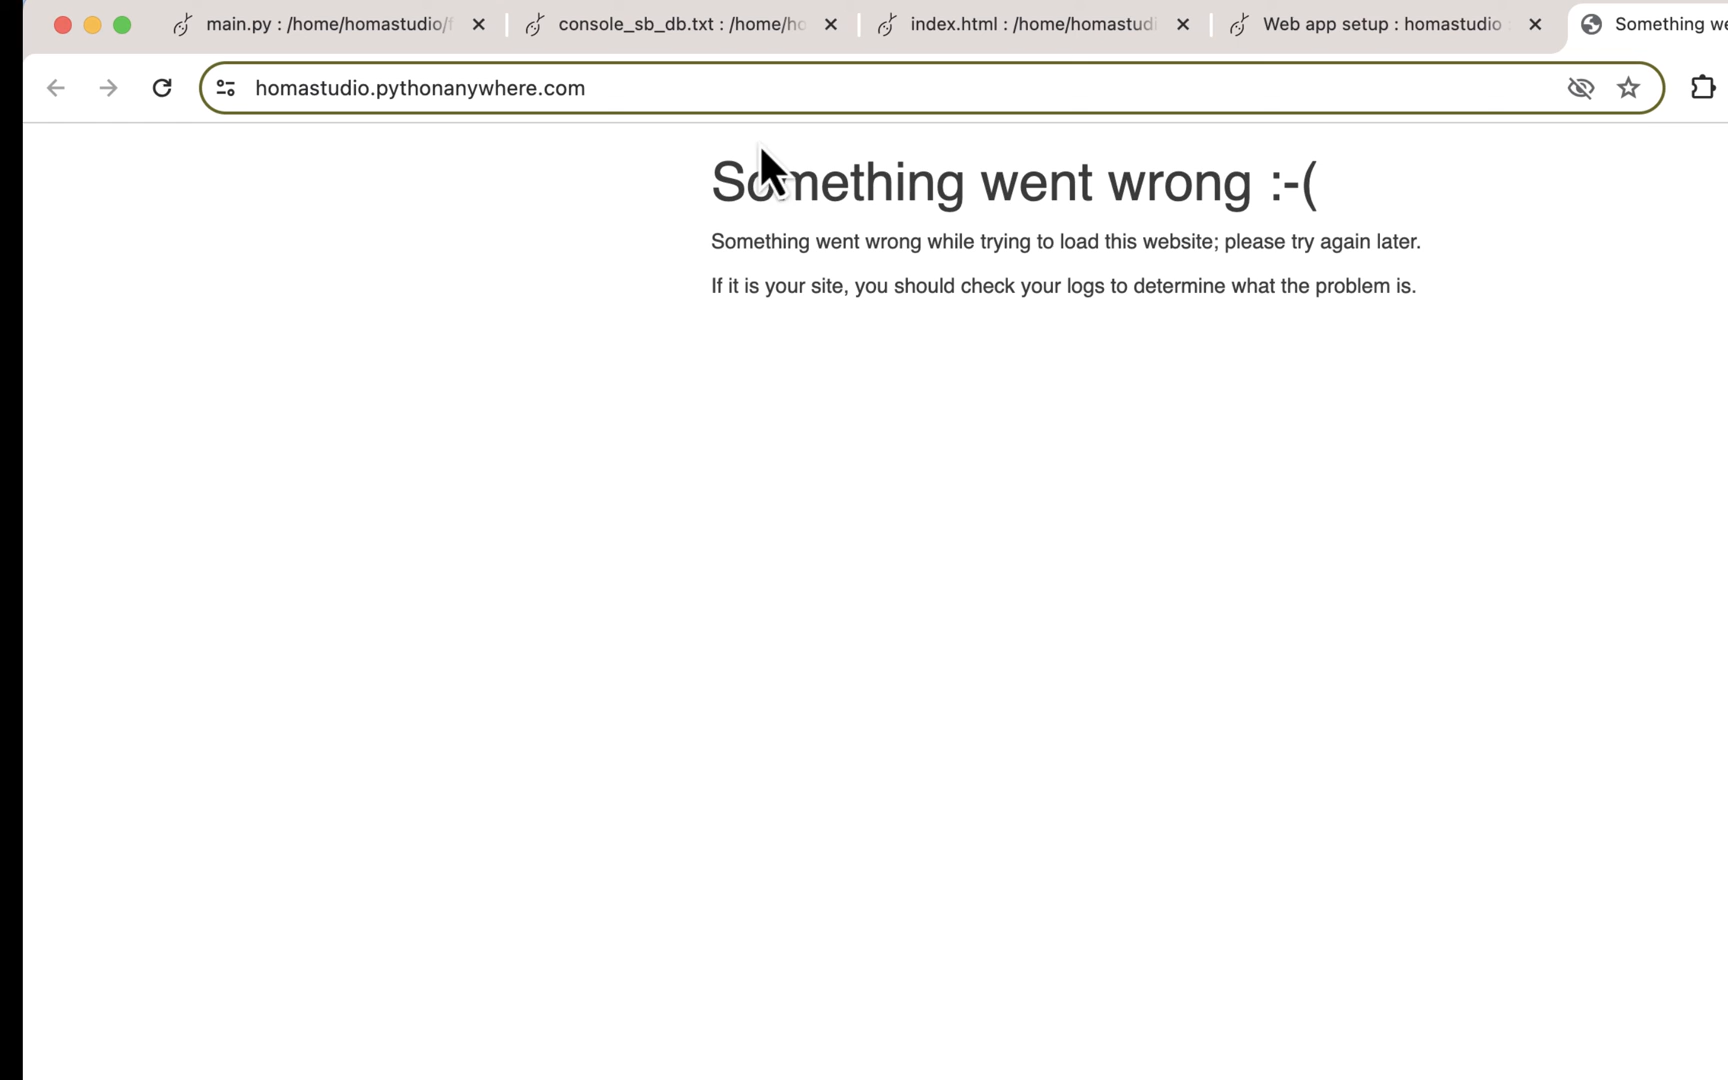 main.py : /home/homastudio/f
console_sb_db.txt : /home/ho
index.html : /home/homastudi
Web app setup : homastudio :
Something we
homastudio.pythonanywhere.com
Something went wrong :-(
Something went wrong while trying to load this website; please try again later.
If it is your site, you should check your logs to determine what the problem is.